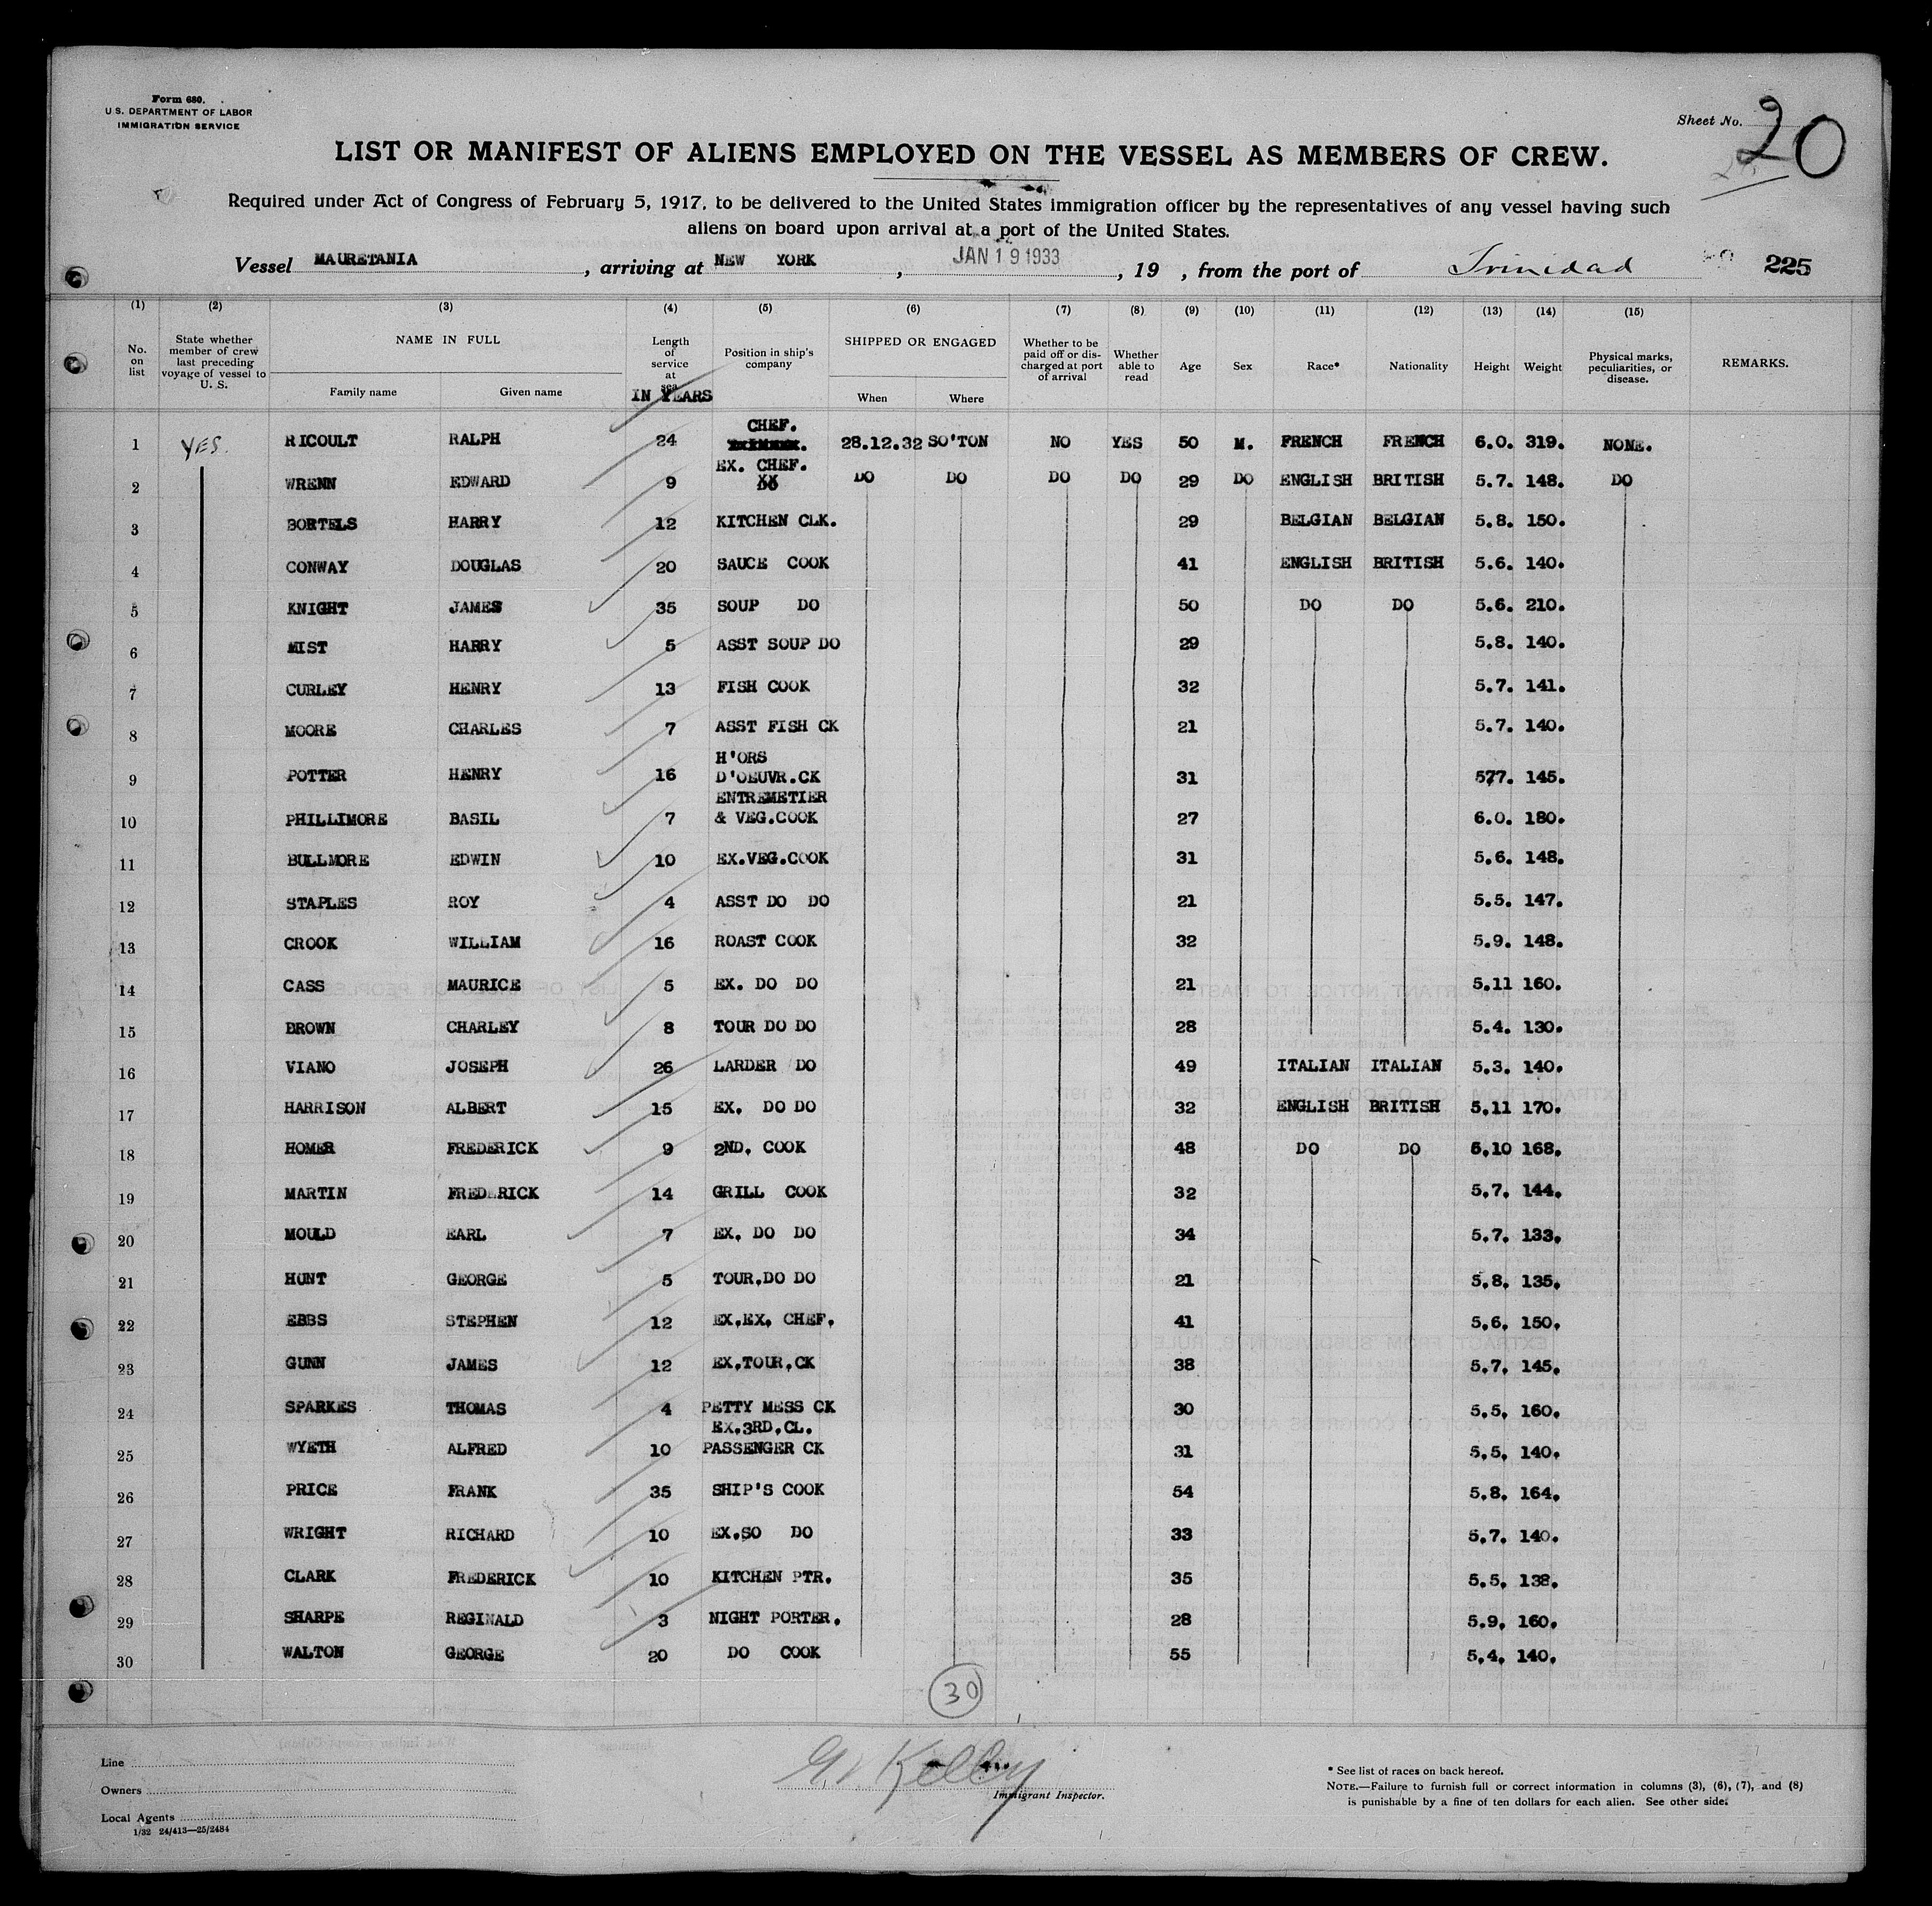 Form 680.
U. S. DEPARTMENT OF LABOR
IMMIGRATION SERVICE
Sheet No. 20
LIST OR MANIFEST OF ALIENS EMPLOYED ON THE VESSEL AS MEMBERS OF CREW.
Required under Act of Congress of February 5, 1917, to be delivered to the United States immigration officer by the representatives of any vessel having such
aliens on board upon arrival at a port of the United States.
Vessel MAURETANIA, arriving at NEW YORK, JAN 19 1933, 19 , from the port of Trinidad 225
(1) (2) (3) (4) (5) (6) (7) (8) (9) (10) (11) (12) (13) (14) (15)
No. on list State whether member of crew last preceding voyage of vessel to U. S. NAME IN FULL Family name Given name Length of service at sea IN YEARS Position in ship's company SHIPPED OR ENGAGED When Where Whether to be paid off or discharged at port of arrival Whether able to read Age Sex Race* Nationality Height Weight Physical marks, peculiarities, or disease. REMARKS.
1 YES. RICOULT RALPH 24 CHEF. 28.12.32 SO'TON NO YES 50 M. FRENCH FRENCH 6.0. 319. NONE.
2 WRENN EDWARD 9 EX. CHEF. DO DO DO DO 29 DO ENGLISH BRITISH 5.7. 148. DO
3 BORTELS HARRY 12 KITCHEN CLK. 29 BELGIAN BELGIAN 5.8. 150.
4 CONWAY DOUGLAS 20 SAUCE COOK 41 ENGLISH BRITISH 5.6. 140.
5 KNIGHT JAMES 35 SOUP DO 50 DO DO 5.6. 210.
6 MIST HARRY 5 ASST SOUP DO 29 5.8. 140.
7 CURLEY HENRY 13 FISH COOK 32 5.7. 141.
8 MOORE CHARLES 7 ASST FISH CK 21 5.7. 140.
9 POTTER HENRY 16 H'ORS D'OEUVR.CK 31 577. 145.
10 PHILLIMORE BASIL 7 ENTREMETIER & VEG.COOK 27 6.0. 180.
11 BULLMORE EDWIN 10 EX.VEG.COOK 31 5.6. 148.
12 STAPLES ROY 4 ASST DO DO 21 5.5. 147.
13 CROOK WILLIAM 16 ROAST COOK 32 5.9. 148.
14 CASS MAURICE 5 EX. DO DO 21 5.11 160.
15 BROWN CHARLEY 8 TOUR DO DO 28 5.4. 130.
16 VIANO JOSEPH 26 LARDER DO 49 ITALIAN ITALIAN 5.3. 140.
17 HARRISON ALBERT 15 EX. DO DO 32 ENGLISH BRITISH 5.11 170.
18 HOMER FREDERICK 9 2ND. COOK 48 DO DO 5.10 168.
19 MARTIN FREDERICK 14 GRILL COOK 32 5.7. 144.
20 MOULD EARL 7 EX. DO DO 34 5.7. 133.
21 HUNT GEORGE 5 TOUR.DO DO 21 5.8. 135.
22 EBBS STEPHEN 12 EX.EX. CHEF. 41 5.6. 150.
23 GUNN JAMES 12 EX.TOUR.CK 38 5.7. 145.
24 SPARKES THOMAS 4 PETTY MESS CK 30 5.5. 160.
25 WYETH ALFRED 10 EX.3RD.CL. PASSENGER CK 31 5.5. 140.
26 PRICE FRANK 35 SHIP'S COOK 54 5.8. 164.
27 WRIGHT RICHARD 10 EX.SO DO 33 5.7. 140.
28 CLARK FREDERICK 10 KITCHEN PTR. 35 5.5. 138.
29 SHARPE REGINALD 3 NIGHT PORTER. 28 5.9. 160.
30 WALTON GEORGE 20 DO COOK 55 5.4. 140.
30
Line
Owners
Local Agents
1/32 24/413—25/2484
Kelley
Immigrant Inspector.
* See list of races on back hereof.
NOTE.—Failure to furnish full or correct information in columns (3), (6), (7), and (8)
is punishable by a fine of ten dollars for each alien. See other side.